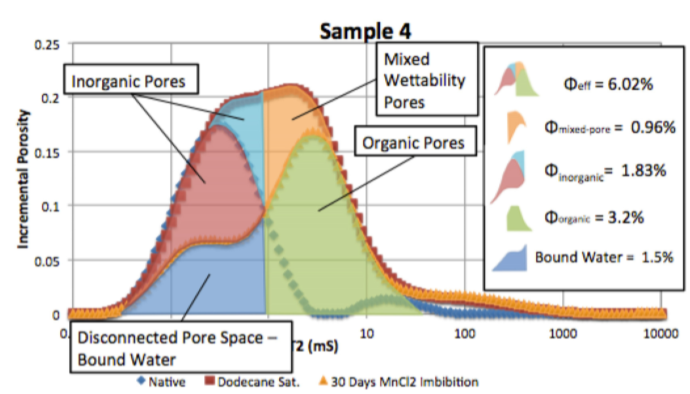 Sample 4
0.25
0.2
0.15
0.1
0.05
0
Incremental Porosity
Inorganic Pores
Mixed
Wettability
Pores
Organic Pores
Φeff = 6.02%
Φmixed-pore = 0.96%
Φinorganic= 1.83%
Φorganic = 3.2%
Bound Water = 1.5%
Disconnected Pore Space –
Bound Water
0.
10 100 1000 10000
T2 (mS)
Native Dodecane Sat. 30 Days MnCl2 Imbibition